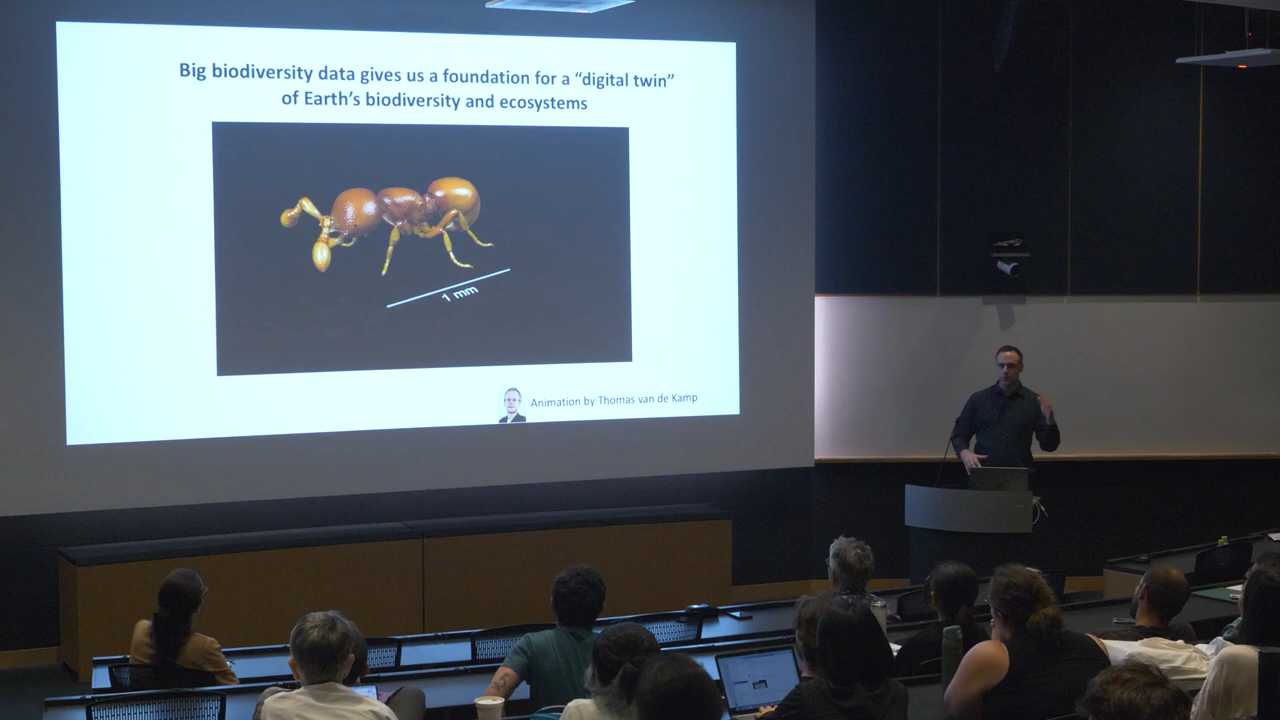 Big biodiversity data gives us a foundation for a “digital twin”
of Earth’s biodiversity and ecosystems
1 mm
Animation by Thomas van de Kamp